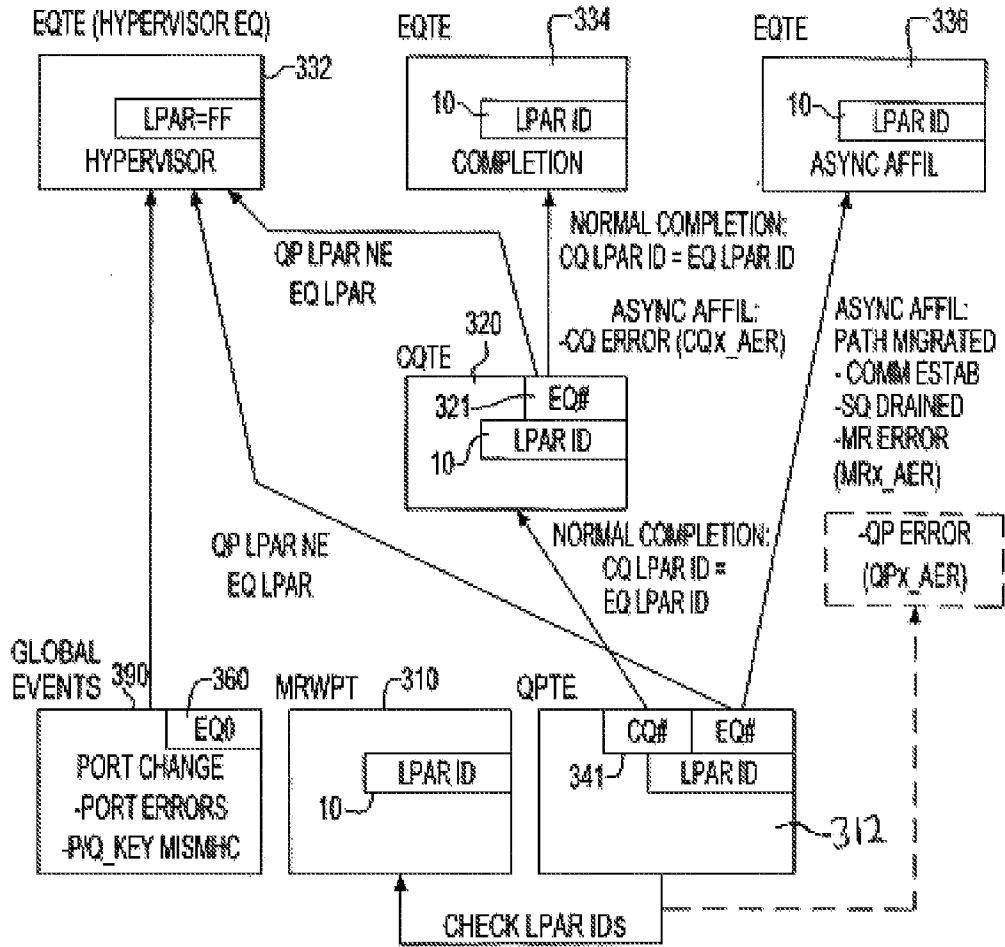 EQTE (HYPERVISOR EQ)
332
LPAR=FF
HYPERVISOR
EQTE
334
10
LPAR ID
COMPLETION
EQTE
336
10
LPAR ID
ASYNC AFFIL
QP LPAR NE
EQ LPAR
NORMAL COMPLETION:
CQ LPAR ID = EQ LPAR ID
ASYNC AFFIL:
-CQ ERROR (CQX_AER)
ASYNC AFFIL:
PATH MIGRATED
- COMM ESTAB
-SQ DRAINED
-MR ERROR
(MRX_AER)
-QP ERROR
(QPX_AER)
CQTE
320
321
EQ#
10
LPAR ID
QP LPAR NE
EQ LPAR
NORMAL COMPLETION:
CQ LPAR ID =
EQ LPAR ID
GLOBAL
EVENTS
390
360
EQ0
PORT CHANGE
-PORT ERRORS
-P/Q_KEY MISMHC
MRWPT
310
LPAR ID
10
QPTE
CQ#
EQ#
341
LPAR ID
312
CHECK LPAR IDs